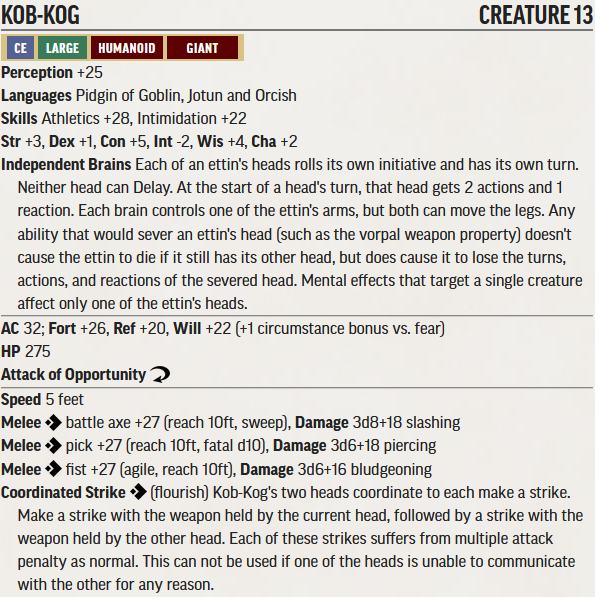 KOB-KOG CREATURE 13
CE LARGE HUMANOID GIANT
Perception +25
Languages Pidgin of Goblin, Jotun and Orcish
Skills Athletics +28, Intimidation +22
Str +3, Dex +1, Con +5, Int -2, Wis +4, Cha +2
Independent Brains Each of an ettin's heads rolls its own initiative and has its own turn.
Neither head can Delay. At the start of a head's turn, that head gets 2 actions and 1
reaction. Each brain controls one of the ettin's arms, but both can move the legs. Any
ability that would sever an ettin's head (such as the vorpal weapon property) doesn't
cause the ettin to die if it still has its other head, but does cause it to lose the turns,
actions, and reactions of the severed head. Mental effects that target a single creature
affect only one of the ettin's heads.
AC 32; Fort +26, Ref +20, Will +22 (+1 circumstance bonus vs. fear)
HP 275
Attack of Opportunity
Speed 5 feet
Melee battle axe +27 (reach 10ft, sweep), Damage 3d8+18 slashing
Melee pick +27 (reach 10ft, fatal d10), Damage 3d6+18 piercing
Melee fist +27 (agile, reach 10ft), Damage 3d6+16 bludgeoning
Coordinated Strike (flourish) Kob-Kog's two heads coordinate to each make a strike.
Make a strike with the weapon held by the current head, followed by a strike with the
weapon held by the other head. Each of these strikes suffers from multiple attack
penalty as normal. This can not be used if one of the heads is unable to communicate
with the other for any reason.